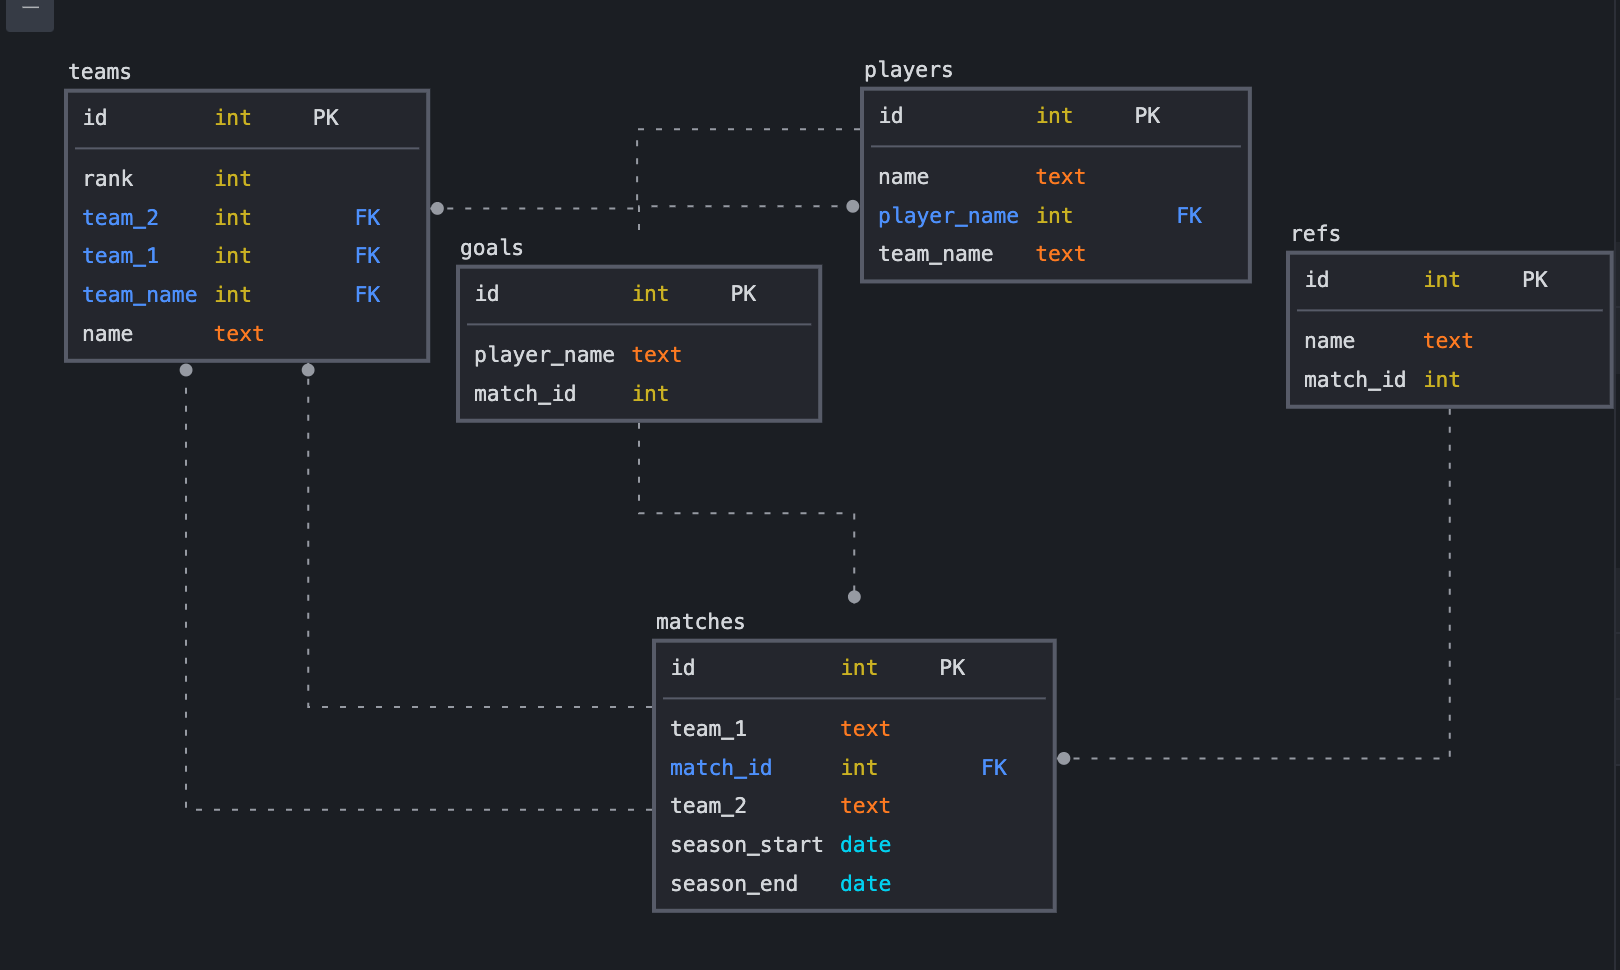 teams
id int PK
rank int
team_2 int FK
team_1 int FK
team_name int FK
name text
players
id int PK
name text
player_name int FK
team_name text
goals
id int PK
player_name text
match_id int
refs
id int PK
name text
match_id int
matches
id int PK
team_1 text
match_id int FK
team_2 text
season_start date
season_end date